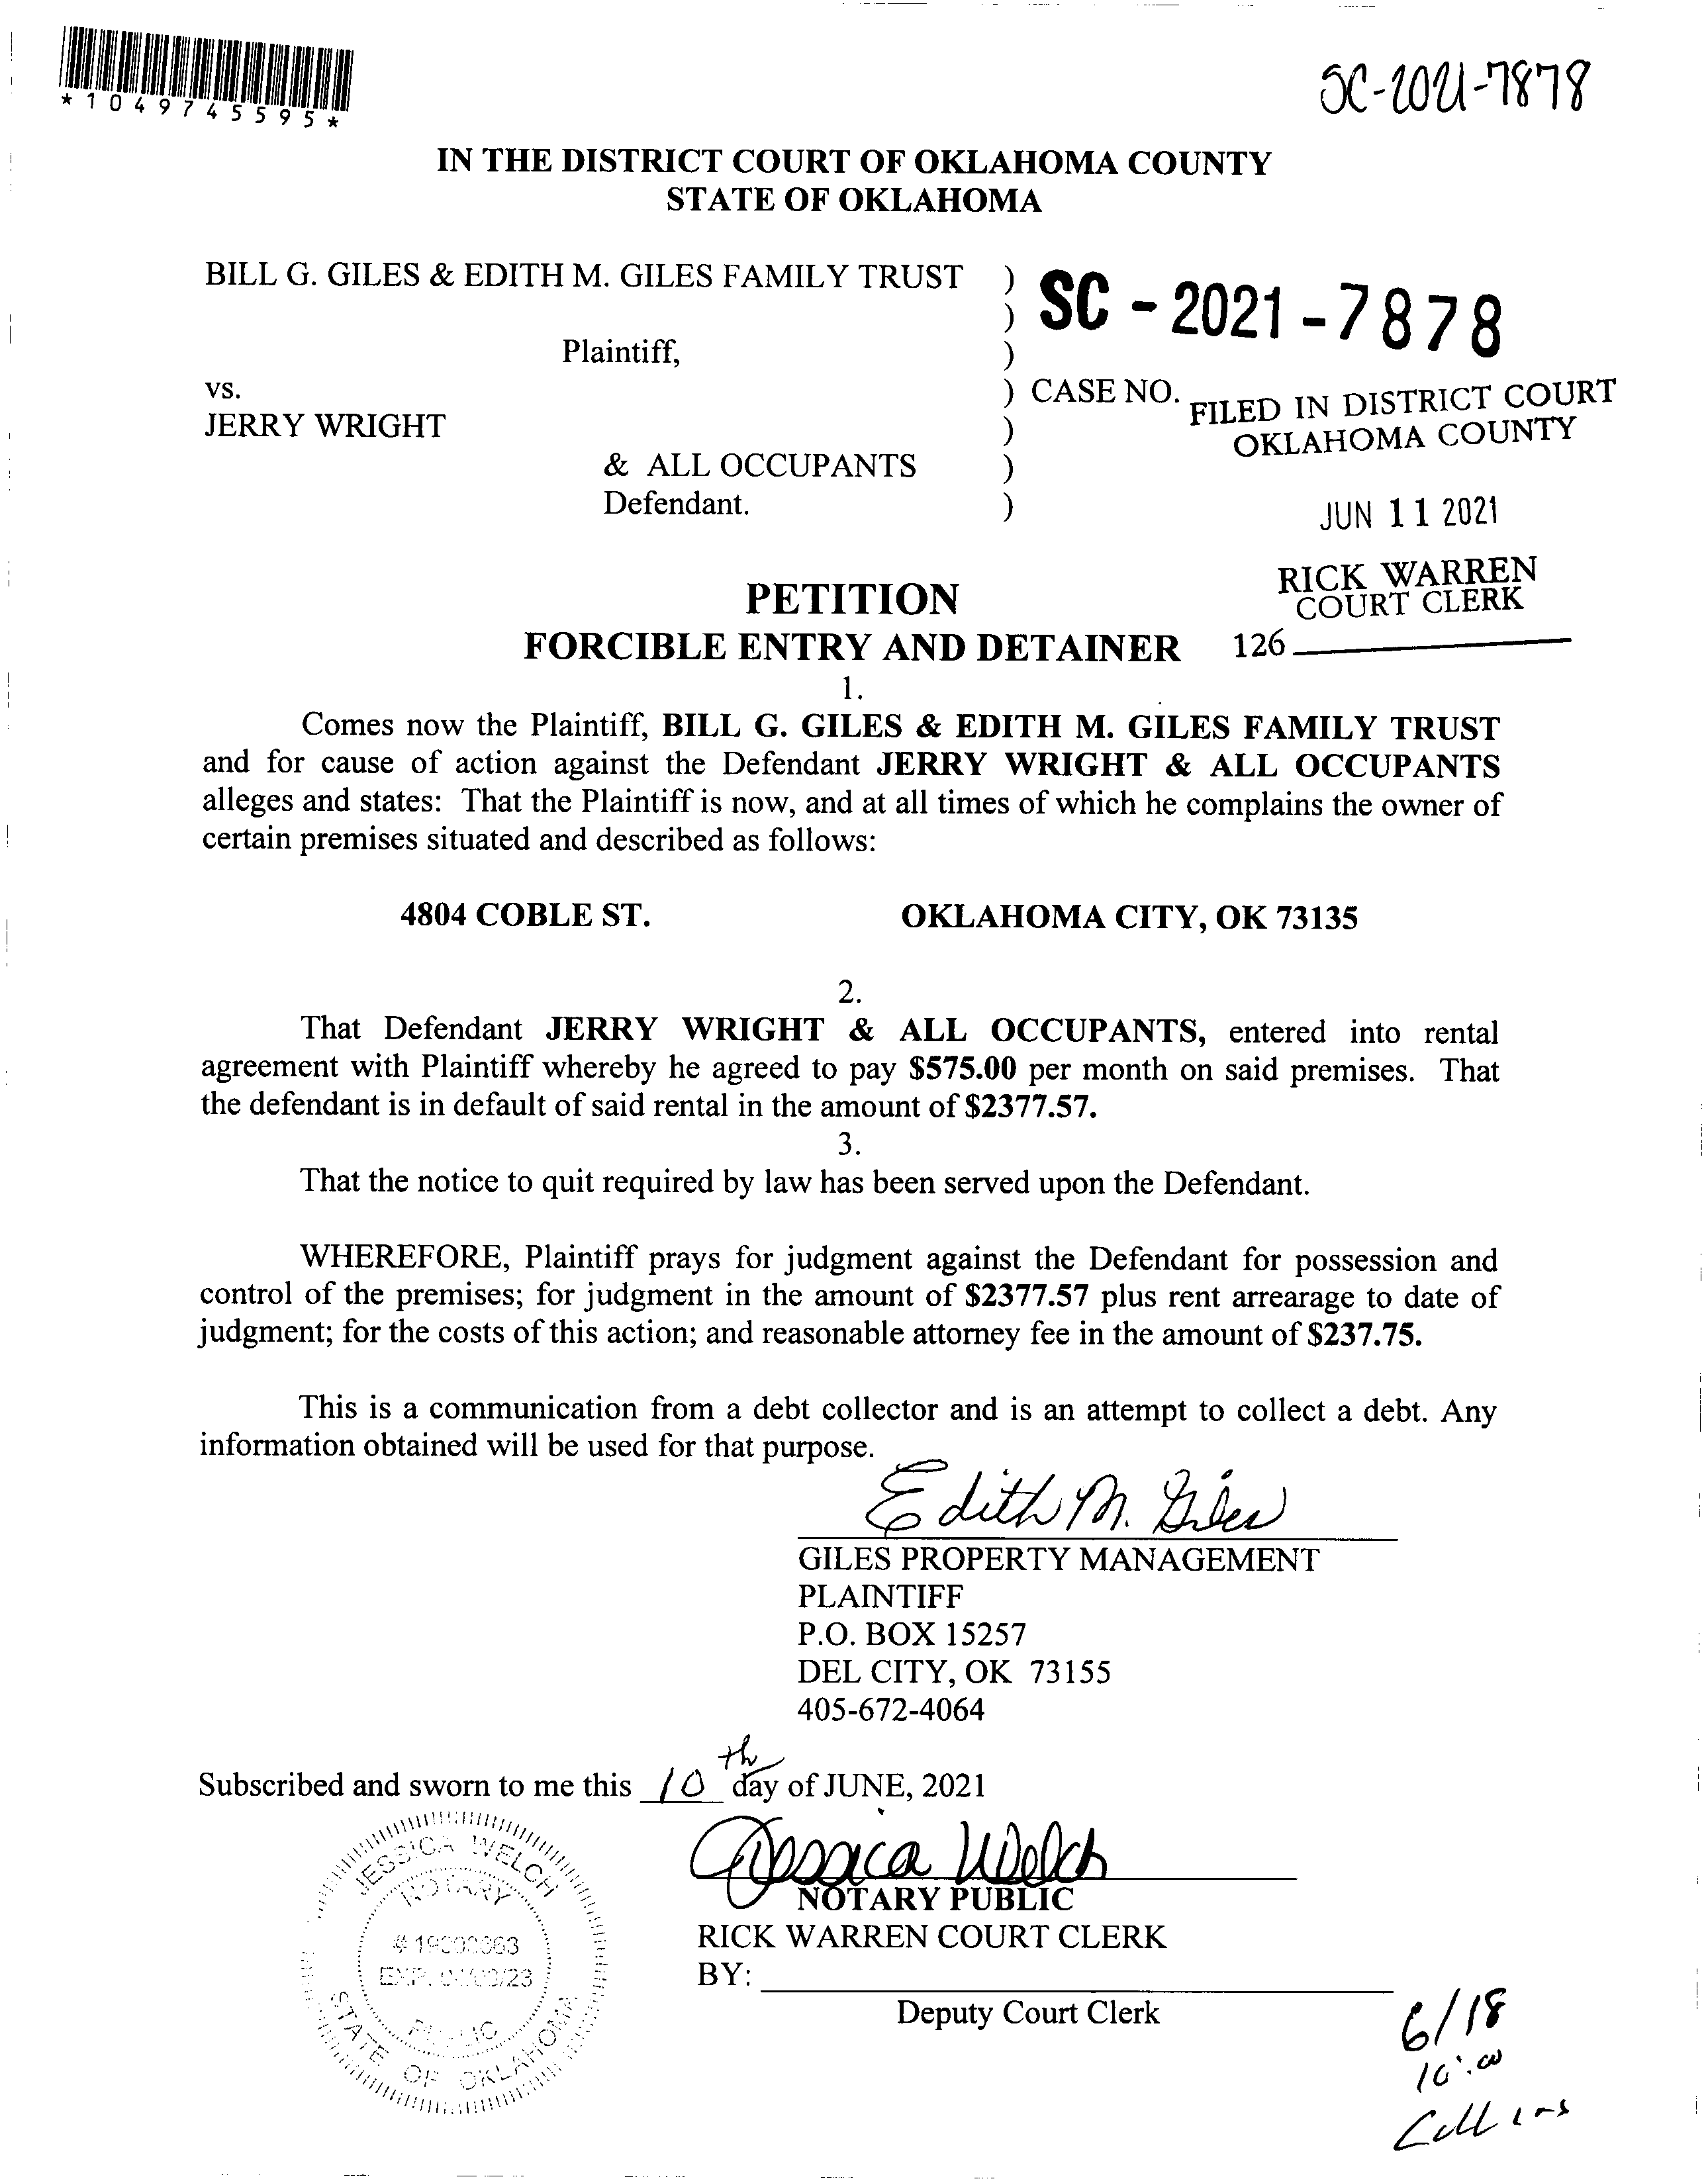 *1049745595*
SC-2021-7878
IN THE DISTRICT COURT OF OKLAHOMA COUNTY
STATE OF OKLAHOMA
BILL G. GILES & EDITH M. GILES FAMILY TRUST )
) SC - 2021 - 7878
Plaintiff, )
vs. ) CASE NO.
JERRY WRIGHT )
& ALL OCCUPANTS )
Defendant. )
FILED IN DISTRICT COURT
OKLAHOMA COUNTY
JUN 11 2021
RICK WARREN
COURT CLERK
126
PETITION
FORCIBLE ENTRY AND DETAINER
1.
Comes now the Plaintiff, BILL G. GILES & EDITH M. GILES FAMILY TRUST
and for cause of action against the Defendant JERRY WRIGHT & ALL OCCUPANTS
alleges and states: That the Plaintiff is now, and at all times of which he complains the owner of
certain premises situated and described as follows:
4804 COBLE ST. OKLAHOMA CITY, OK 73135
2.
That Defendant JERRY WRIGHT & ALL OCCUPANTS, entered into rental
agreement with Plaintiff whereby he agreed to pay $575.00 per month on said premises. That
the defendant is in default of said rental in the amount of $2377.57.
3.
That the notice to quit required by law has been served upon the Defendant.
WHEREFORE, Plaintiff prays for judgment against the Defendant for possession and
control of the premises; for judgment in the amount of $2377.57 plus rent arrearage to date of
judgment; for the costs of this action; and reasonable attorney fee in the amount of $237.75.
This is a communication from a debt collector and is an attempt to collect a debt. Any
information obtained will be used for that purpose.
Edith M. Giles
GILES PROPERTY MANAGEMENT
PLAINTIFF
P.O. BOX 15257
DEL CITY, OK 73155
405-672-4064
Subscribed and sworn to me this 10th day of JUNE, 2021
Jessica Welch
NOTARY PUBLIC
RICK WARREN COURT CLERK
BY:
Deputy Court Clerk
JESSICA WELCH
NOTARY
EXP.
PUBLIC
STATE OF OKLAHOMA
6/18
10:00
Collins